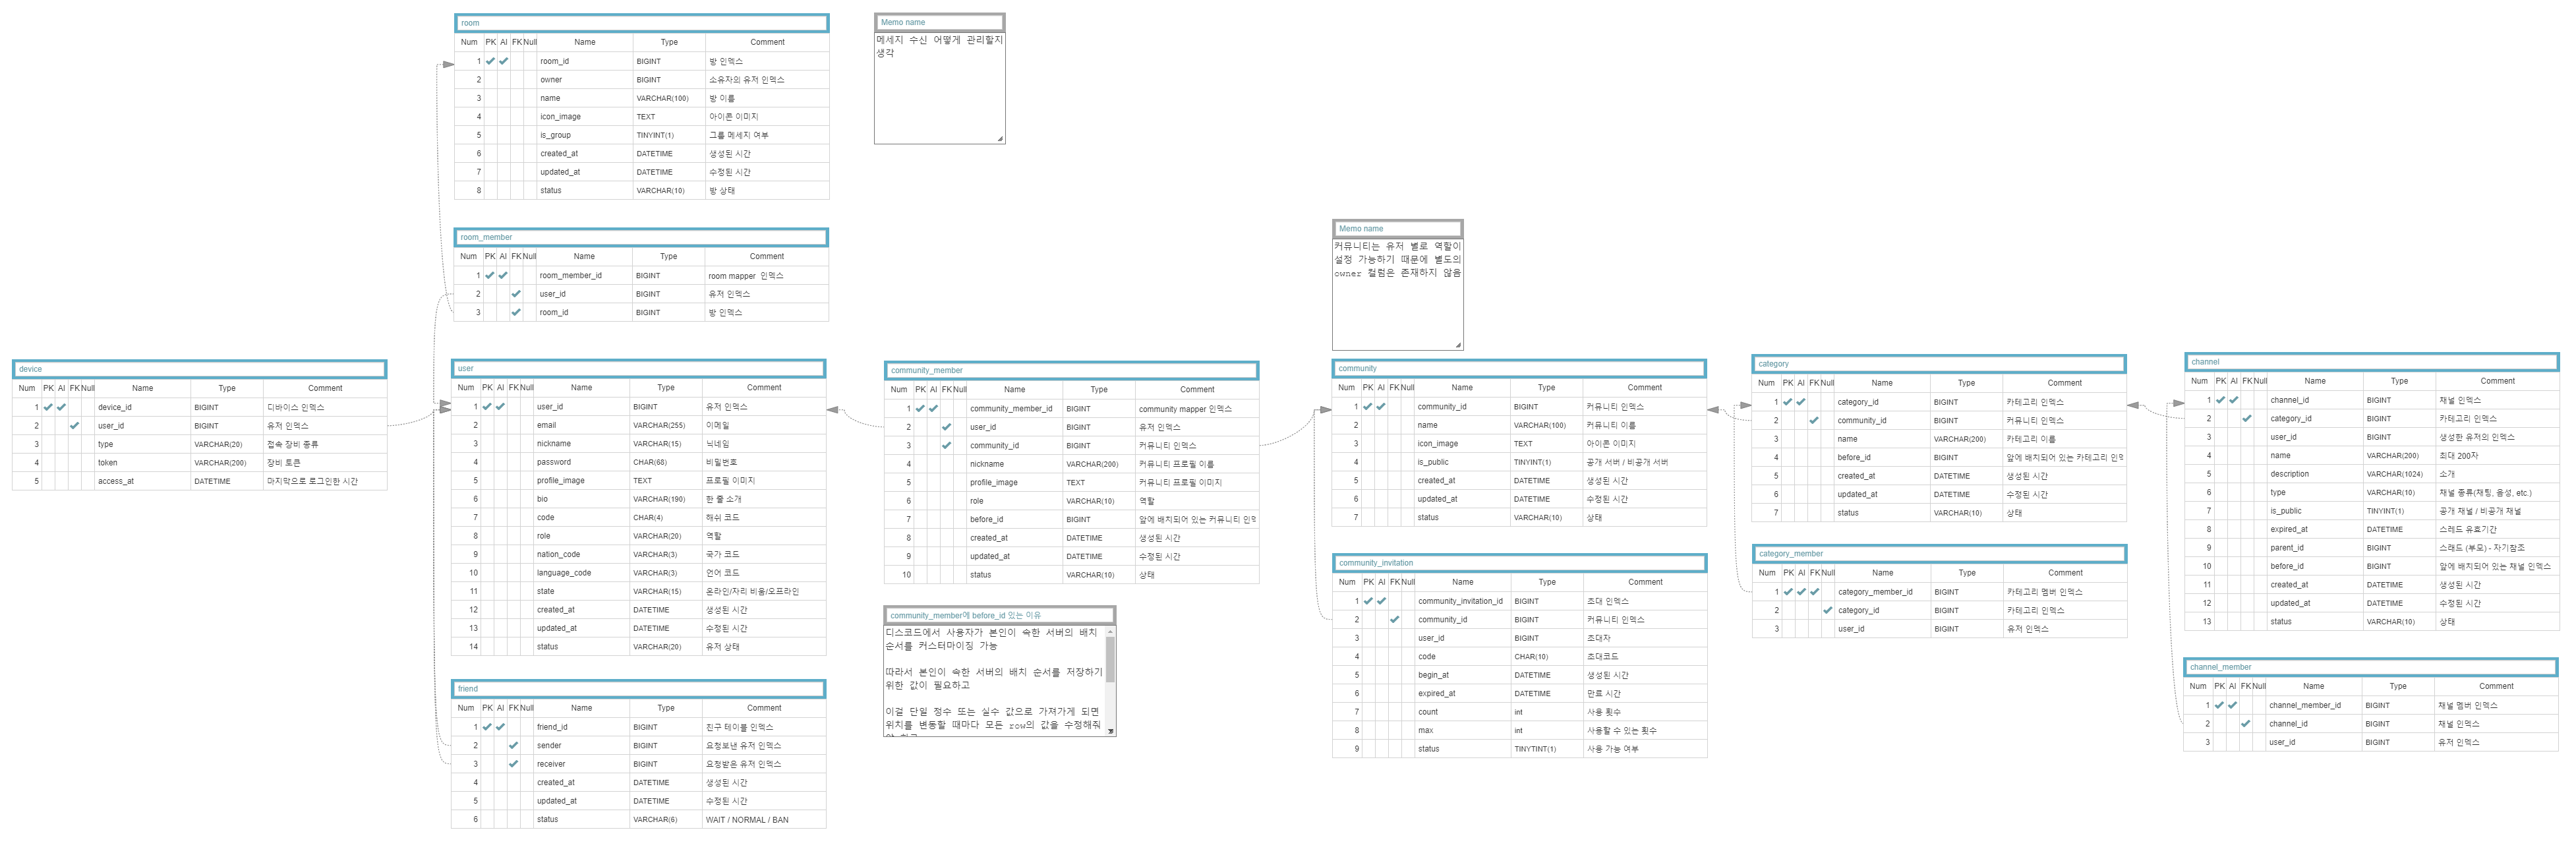 room
Num PK AI FK Null Name Type Comment
1 room_id BIGINT 방 인덱스
2 owner BIGINT 소유자의 유저 인덱스
3 name VARCHAR(100) 방 이름
4 icon_image TEXT 아이콘 이미지
5 is_group TINYINT(1) 그룹 메세지 여부
6 created_at DATETIME 생성된 시간
7 updated_at DATETIME 수정된 시간
8 status VARCHAR(10) 방 상태
Memo name
메세지 수신 어떻게 관리할지
생각
room_member
Num PK AI FK Null Name Type Comment
1 room_member_id BIGINT room mapper 인덱스
2 user_id BIGINT 유저 인덱스
3 room_id BIGINT 방 인덱스
Memo name
커뮤니티는 유저 별로 역할이
설정 가능하기 때문에 별도의
owner 컬럼은 존재하지 않음
device
Num PK AI FK Null Name Type Comment
1 device_id BIGINT 디바이스 인덱스
2 user_id BIGINT 유저 인덱스
3 type VARCHAR(20) 접속 장비 종류
4 token VARCHAR(200) 장비 토큰
5 access_at DATETIME 마지막으로 로그인한 시간
user
Num PK AI FK Null Name Type Comment
1 user_id BIGINT 유저 인덱스
2 email VARCHAR(255) 이메일
3 nickname VARCHAR(15) 닉네임
4 password CHAR(68) 비밀번호
5 profile_image TEXT 프로필 이미지
6 bio VARCHAR(190) 한 줄 소개
7 code CHAR(4) 해쉬 코드
8 role VARCHAR(20) 역할
9 nation_code VARCHAR(3) 국가 코드
10 language_code VARCHAR(3) 언어 코드
11 state VARCHAR(15) 온라인/자리 비움/오프라인
12 created_at DATETIME 생성된 시간
13 updated_at DATETIME 수정된 시간
14 status VARCHAR(20) 유저 상태
friend
Num PK AI FK Null Name Type Comment
1 friend_id BIGINT 친구 테이블 인덱스
2 sender BIGINT 요청보낸 유저 인덱스
3 receiver BIGINT 요청받은 유저 인덱스
4 created_at DATETIME 생성된 시간
5 updated_at DATETIME 수정된 시간
6 status VARCHAR(6) WAIT / NORMAL / BAN
community_member
Num PK AI FK Null Name Type Comment
1 community_member_id BIGINT community mapper 인덱스
2 user_id BIGINT 유저 인덱스
3 community_id BIGINT 커뮤니티 인덱스
4 nickname VARCHAR(200) 커뮤니티 프로필 이름
5 profile_image TEXT 커뮤니티 프로필 이미지
6 role VARCHAR(10) 역할
7 before_id BIGINT 앞에 배치되어 있는 커뮤니티
8 created_at DATETIME 생성된 시간
9 updated_at DATETIME 수정된 시간
10 status VARCHAR(10) 상태
community_member에 before_id 있는 이유
디스코드에서 사용자가 본인이 속한 서버의 배치
순서를 커스터마이징 가능
따라서 본인이 속한 서버의 배치 순서를 저장하기
위한 값이 필요하고
이걸 단일 정수 또는 실수 값으로 가져가게 되면
위치를 변동할 때마다 모든 row의 값을 수정해줘
community
Num PK AI FK Null Name Type Comment
1 community_id BIGINT 커뮤니티 인덱스
2 name VARCHAR(100) 커뮤니티 이름
3 icon_image TEXT 아이콘 이미지
4 is_public TINYINT(1) 공개 서버 / 비공개 서버
5 created_at DATETIME 생성된 시간
6 updated_at DATETIME 수정된 시간
7 status VARCHAR(10) 상태
community_invitation
Num PK AI FK Null Name Type Comment
1 community_invitation_id BIGINT 초대 인덱스
2 community_id BIGINT 커뮤니티 인덱스
3 user_id BIGINT 초대자
4 code CHAR(10) 초대코드
5 begin_at DATETIME 생성된 시간
6 expired_at DATETIME 만료 시간
7 count int 사용 횟수
8 max int 사용할 수 있는 횟수
9 status TINYTINT(1) 사용 가능 여부
category
Num PK AI FK Null Name Type Comment
1 category_id BIGINT 카테고리 인덱스
2 community_id BIGINT 커뮤니티 인덱스
3 name VARCHAR(200) 카테고리 이름
4 before_id BIGINT 앞에 배치되어 있는 카테고리
5 created_at DATETIME 생성된 시간
6 updated_at DATETIME 수정된 시간
7 status VARCHAR(10) 상태
category_member
Num PK AI FK Null Name Type Comment
1 category_member_id BIGINT 카테고리 멤버 인덱스
2 category_id BIGINT 카테고리 인덱스
3 user_id BIGINT 유저 인덱스
channel
Num PK AI FK Null Name Type Comment
1 channel_id BIGINT 채널 인덱스
2 category_id BIGINT 카테고리 인덱스
3 user_id BIGINT 생성한 유저의 인덱스
4 name VARCHAR(200) 최대 200자
5 description VARCHAR(1024) 소개
6 type VARCHAR(10) 채널 종류(채팅, 음성, etc.)
7 is_public TINYINT(1) 공개 채널 / 비공개 채널
8 expired_at DATETIME 스레드 유효기간
9 parent_id BIGINT 스래드 (부모) - 자기참조
10 before_id BIGINT 앞에 배치되어 있는 채널 인덱스
11 created_at DATETIME 생성된 시간
12 updated_at DATETIME 수정된 시간
13 status VARCHAR(10) 상태
channel_member
Num PK AI FK Null Name Type Comment
1 channel_member_id BIGINT 채널 멤버 인덱스
2 channel_id BIGINT 채널 인덱스
3 user_id BIGINT 유저 인덱스